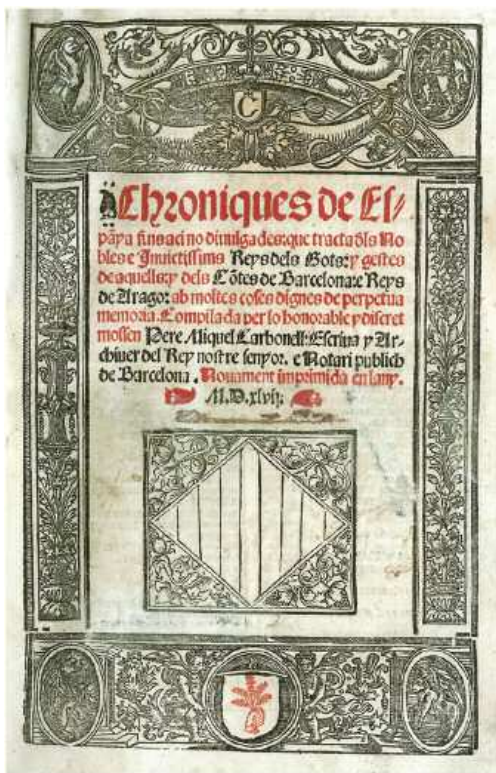 C
Chroniques de Es-
pāya fins aci no diuulgades: que tracta d̄ls No
bles e Inuictissims Reys dels Gots: y gestes
de aquells: y dels Cōtes de Barcelona: e Reys
de Arago: ab moltes coses dignes de perpetua
memoria. Compilada per lo honorable y discret
mossen Pere Miquel Carbonell: Escriua y Ar-
chiuer del Rey nostre senyor. e Notari publich
de Barcelona. Nouament imprimida en lany.
M.D.xlvij.